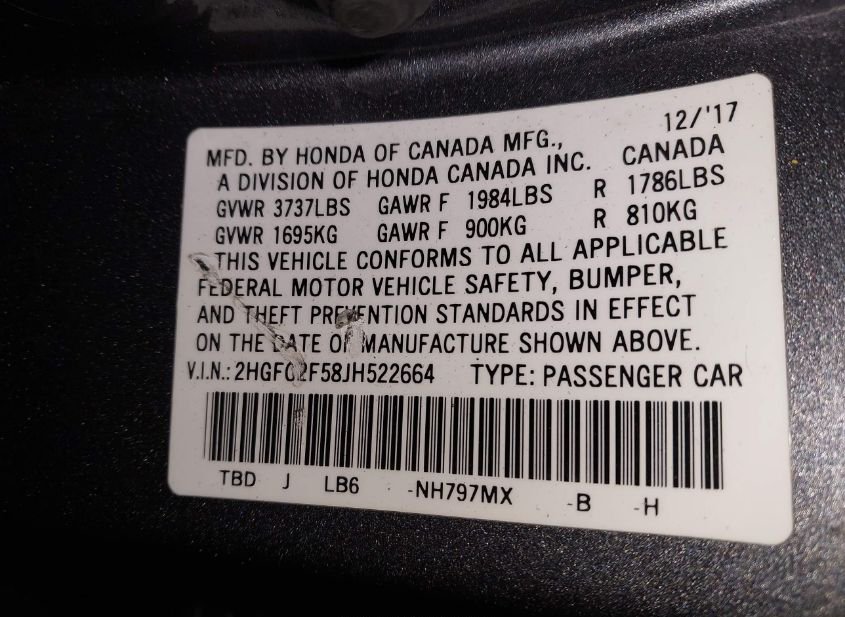 12/'17
MFD. BY HONDA OF CANADA MFG.,
A DIVISION OF HONDA CANADA INC. CANADA
GVWR 3737LBS GAWR F 1984LBS R 1786LBS
GVWR 1695KG GAWR F 900KG R 810KG
THIS VEHICLE CONFORMS TO ALL APPLICABLE
FEDERAL MOTOR VEHICLE SAFETY, BUMPER,
AND THEFT PREVENTION STANDARDS IN EFFECT
ON THE DATE OF MANUFACTURE SHOWN ABOVE.
V.I.N.: 2HGFC2F58JH522664 TYPE: PASSENGER CAR
TBD J LB6 -NH797MX -B -H